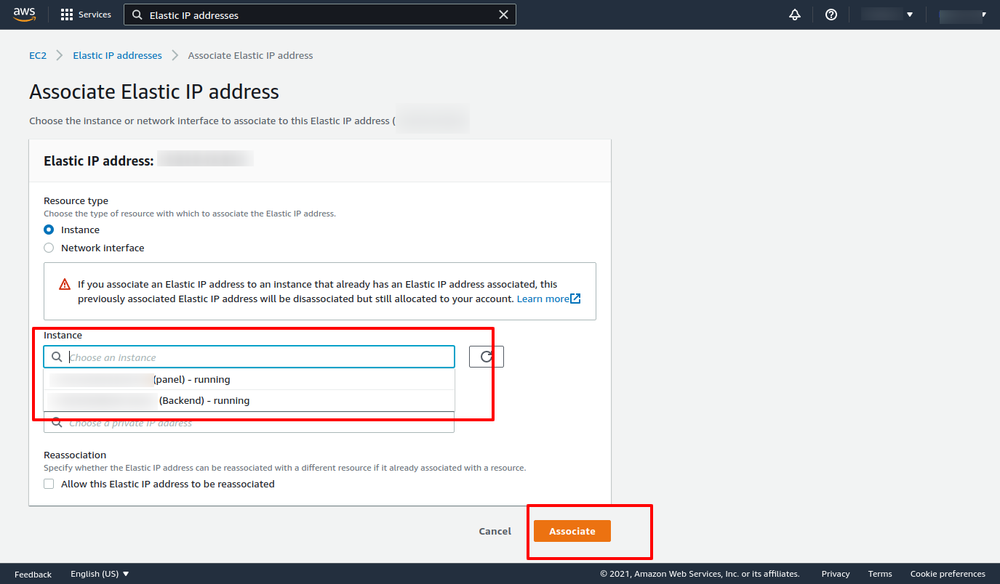 aws
Services
Elastic IP addresses
EC2 Elastic IP addresses Associate Elastic IP address
Associate Elastic IP address
Choose the instance or network interface to associate to this Elastic IP address (
Elastic IP address:
Resource type
Choose the type of resource with which to associate the Elastic IP address.
Instance
Network interface
If you associate an Elastic IP address to an instance that already has an Elastic IP address associated, this
previously associated Elastic IP address will be disassociated but still allocated to your account. Learn more
Instance
Choose an instance
(panel) - running
(Backend) - running
Choose a private IP address
Reassociation
Specify whether the Elastic IP address can be reassociated with a different resource if it already associated with a resource.
Allow this Elastic IP address to be reassociated
Cancel Associate
Feedback English (US) © 2021, Amazon Web Services, Inc. or its affiliates. Privacy Terms Cookie preferences